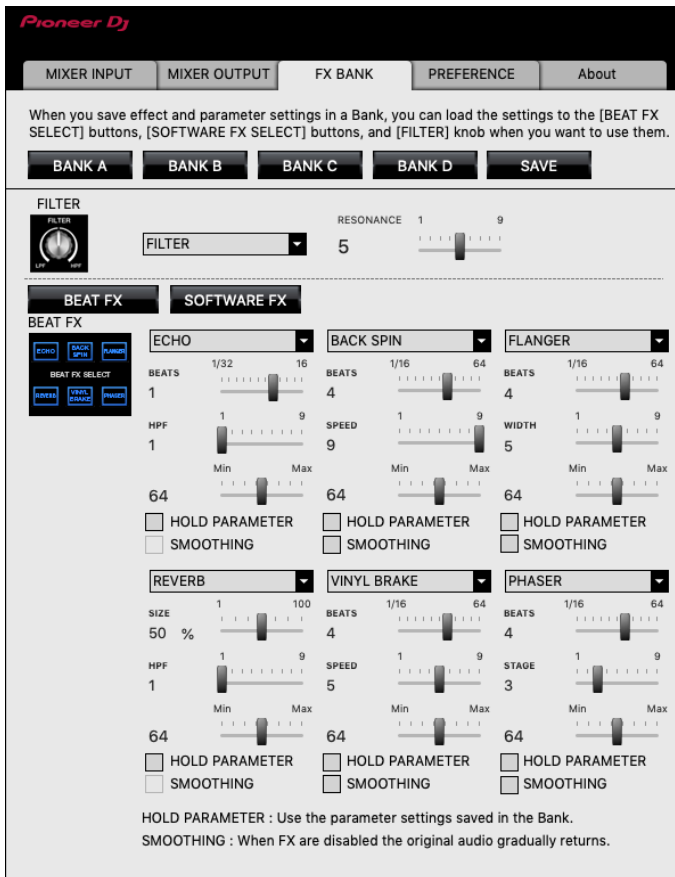 Pioneer Dj
MIXER INPUT MIXER OUTPUT FX BANK PREFERENCE About
When you save effect and parameter settings in a Bank, you can load the settings to the [BEAT FX
SELECT] buttons, [SOFTWARE FX SELECT] buttons, and [FILTER] knob when you want to use them.
BANK A BANK B BANK C BANK D SAVE
FILTER
FILTER
LPF HPF
FILTER
RESONANCE 1 9
5
BEAT FX SOFTWARE FX
BEAT FX
ECHO BACK SPIN FLANGER
BEAT FX SELECT
REVERB VINYL BRAKE PHASER
ECHO BACK SPIN FLANGER
1/32 16 1/16 64 1/16 64
BEATS BEATS BEATS
1 4 4
1 9 1 9 1 9
HPF SPEED WIDTH
1 9 5
Min Max Min Max Min Max
64 64 64
HOLD PARAMETER HOLD PARAMETER HOLD PARAMETER
SMOOTHING SMOOTHING SMOOTHING
REVERB VINYL BRAKE PHASER
1 100 1/16 64 1/16 64
SIZE BEATS BEATS
50 % 4 4
1 9 1 9 1 9
HPF SPEED STAGE
1 5 3
Min Max Min Max Min Max
64 64 64
HOLD PARAMETER HOLD PARAMETER HOLD PARAMETER
SMOOTHING SMOOTHING SMOOTHING
HOLD PARAMETER : Use the parameter settings saved in the Bank.
SMOOTHING : When FX are disabled the original audio gradually returns.